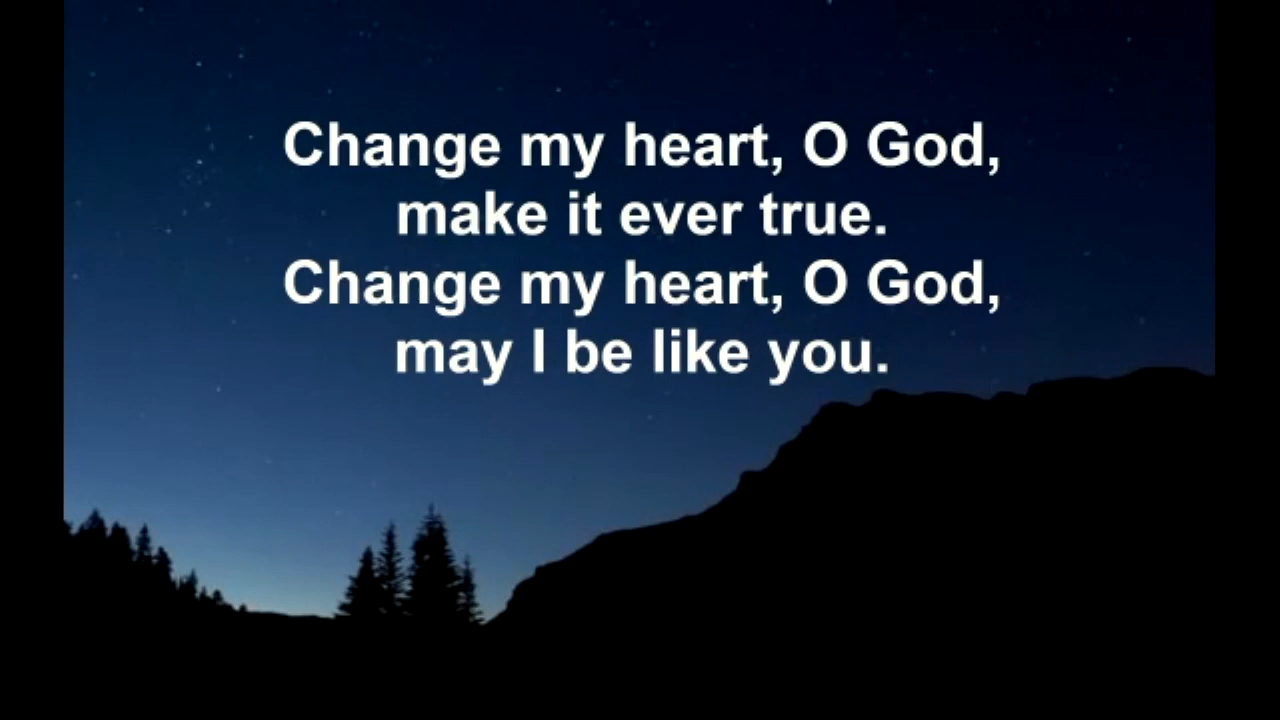 Change my heart, O God,
make it ever true.
Change my heart, O God,
may I be like you.